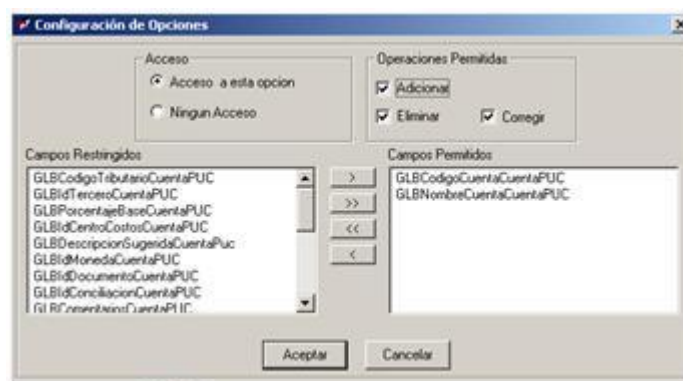 Configuración de Opciones
Acceso
Acceso a esta opcion
Ningun Acceso
Operaciones Permitidas
Adicionar
Eliminar
Corregir
Campos Restringidos
GLBCodigoTributarioCuentaPUC
GLBIdTerceroCuentaPUC
GLBPorcentajeBaseCuentaPUC
GLBIdCentroCostosCuentaPUC
GLBDescripcionSugeridaCuentaPuc
GLBIdMonedaCuentaPUC
GLBIdDocumentoCuentaPUC
GLBIdConciliacionCuentaPUC
GLBComentariosCuentaPUC
>
>>
<<
<
Campos Permitidos
GLBCodigoCuentaCuentaPUC
GLBNombreCuentaCuentaPUC
Aceptar
Cancelar